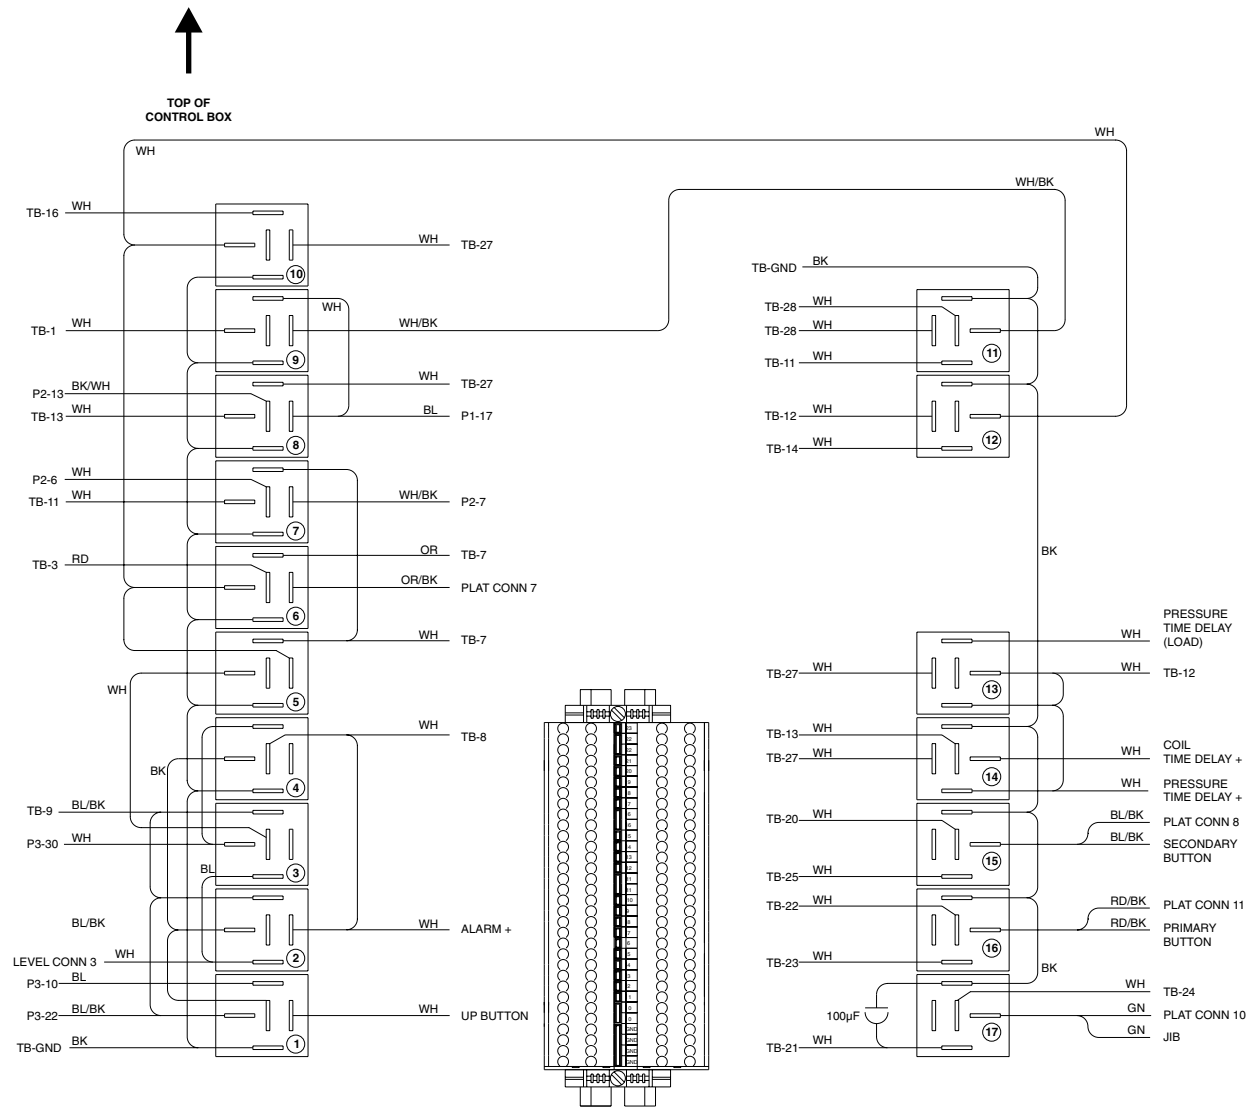 TOP OF
CONTROL BOX
WH
WH
WH/BK
TB-16 WH
WH TB-27
10
WH
TB-1 WH
WH/BK
9
WH TB-27
P2-13 BK/WH
TB-13 WH
BL P1-17
8
P2-6 WH
TB-11 WH
WH/BK P2-7
7
OR TB-7
TB-3 RD
OR/BK PLAT CONN 7
6
WH TB-7
WH
5
WH TB-8
BK
4
TB-9 BL/BK
P3-30 WH
BL
3
BL/BK
WH ALARM +
LEVEL CONN 3 WH
2
P3-10 BL
P3-22 BL/BK
WH UP BUTTON
TB-GND BK
1
TB-GND BK
TB-28 WH
TB-28 WH
TB-11 WH
11
TB-12 WH
TB-14 WH
12
BK
WH PRESSURE
TIME DELAY
(LOAD)
TB-27 WH
WH TB-12
13
TB-13 WH
TB-27 WH
WH COIL
TIME DELAY +
14
WH PRESSURE
TIME DELAY +
TB-20 WH
BL/BK PLAT CONN 8
BL/BK SECONDARY
BUTTON
15
TB-25 WH
TB-22 WH
RD/BK PLAT CONN 11
RD/BK PRIMARY
BUTTON
16
TB-23 WH
BK
WH TB-24
100µF
GN PLAT CONN 10
GN JIB
17
TB-21 WH
GND
GND
GND
GND